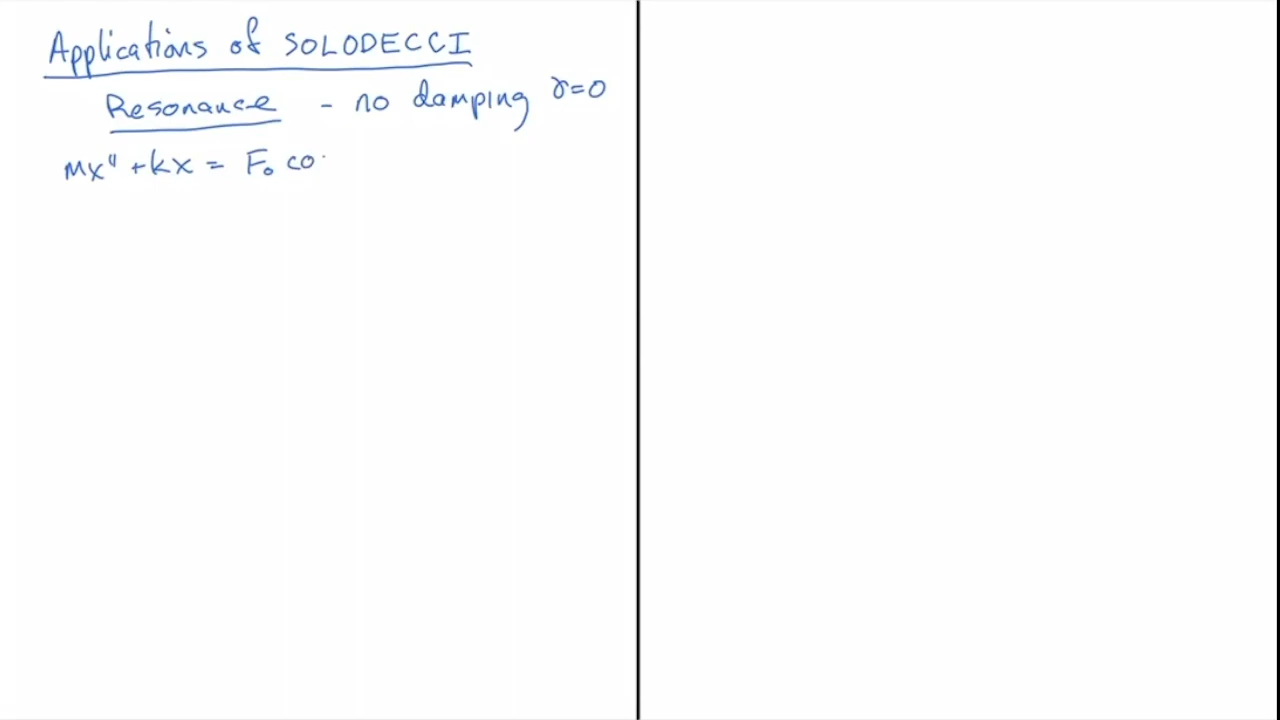 Applications of SOLODECCI
Resonance - no damping γ=0
mx" + kx = F₀ co